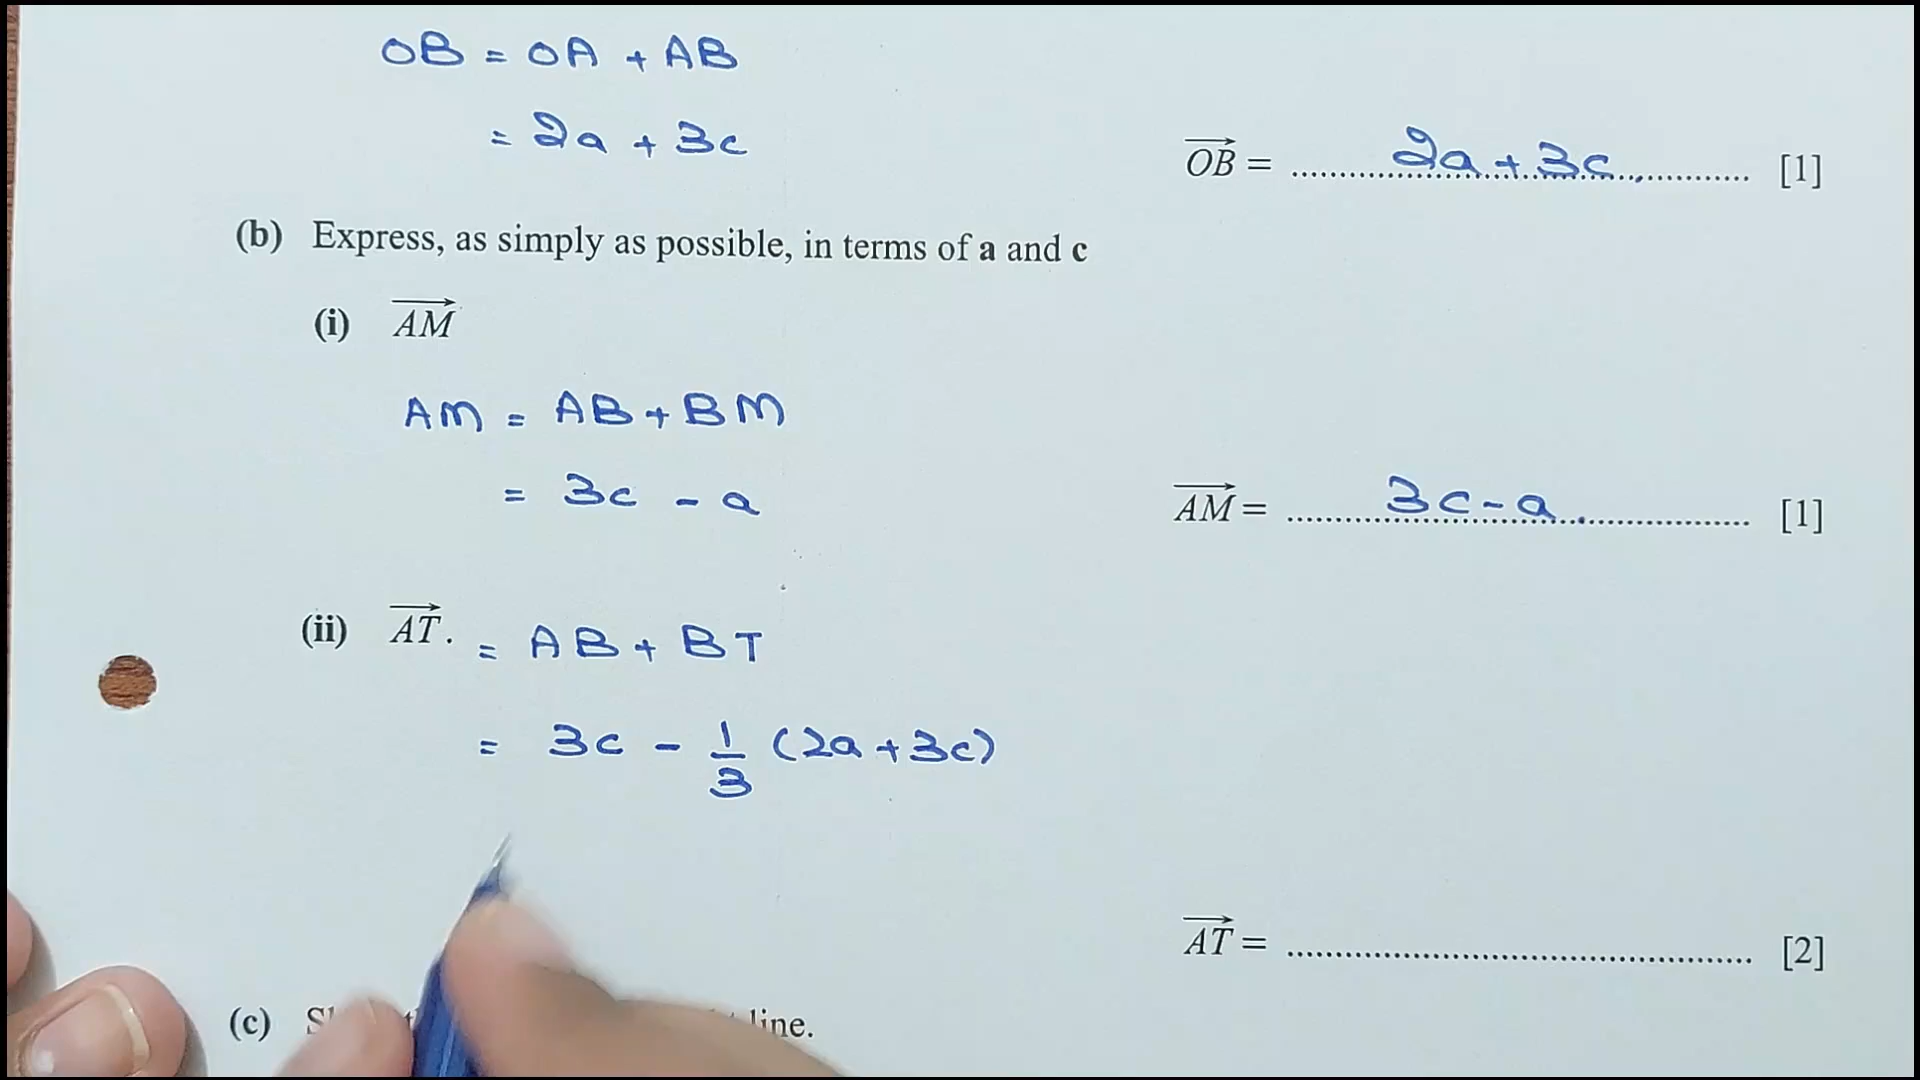 OB = OA + AB
= 2a + 3c
OB = 2a + 3c. [1]
(b) Express, as simply as possible, in terms of a and c
(i) AM
AM = AB + BM
= 3c - a
AM = 3c - a. [1]
(ii) AT. = AB + BT
= 3c - 1/3 (2a + 3c)
AT = [2]
(c) line.